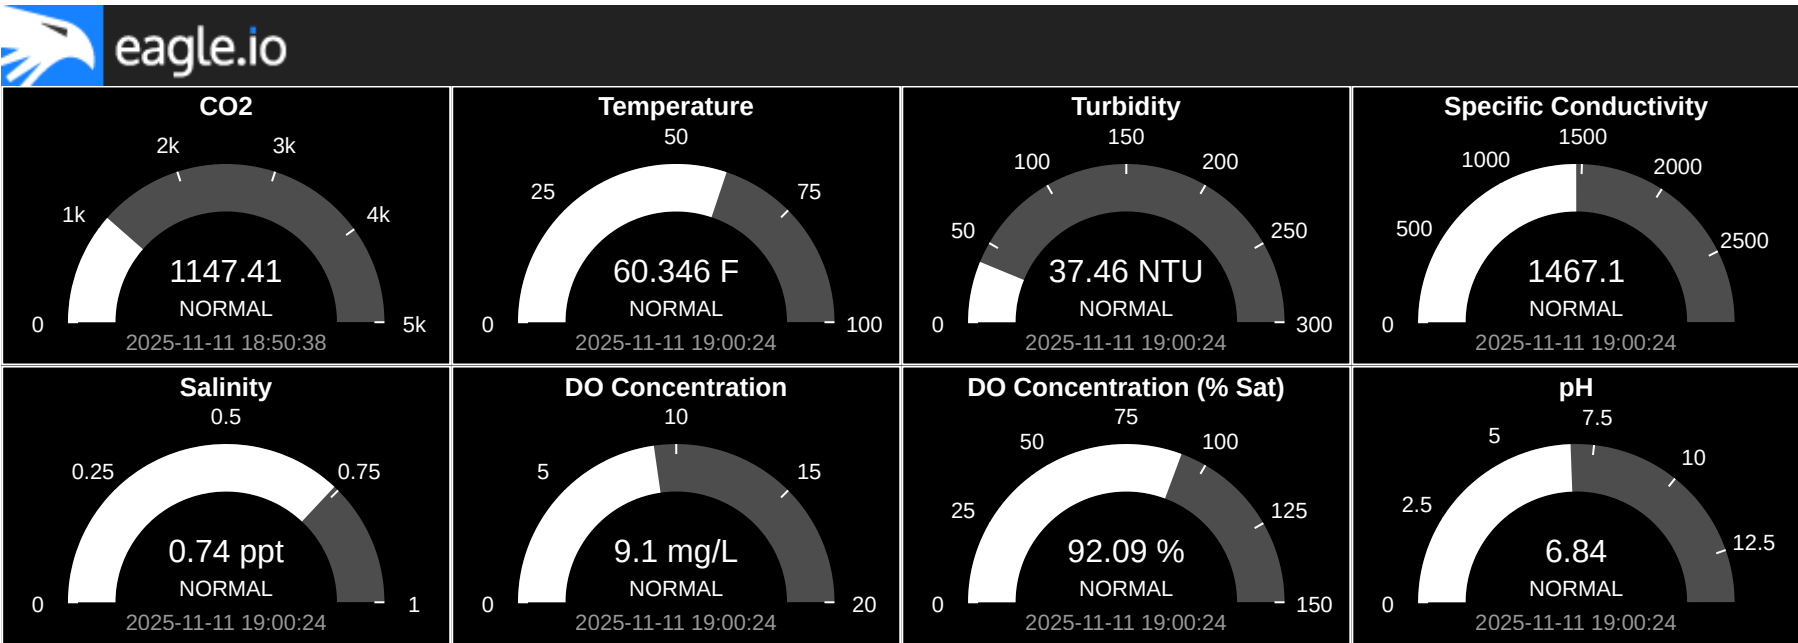 eagle.io
CO2
0
1k
2k
3k
4k
5k
1147.41
NORMAL
2025-11-11 18:50:38
Temperature
0
25
50
75
100
60.346 F
NORMAL
2025-11-11 19:00:24
Turbidity
0
50
100
150
200
250
300
37.46 NTU
NORMAL
2025-11-11 19:00:24
Specific Conductivity
0
500
1000
1500
2000
2500
1467.1
NORMAL
2025-11-11 19:00:24
Salinity
0
0.25
0.5
0.75
1
0.74 ppt
NORMAL
2025-11-11 19:00:24
DO Concentration
0
5
10
15
20
9.1 mg/L
NORMAL
2025-11-11 19:00:24
DO Concentration (% Sat)
0
25
50
75
100
125
150
92.09 %
NORMAL
2025-11-11 19:00:24
pH
0
2.5
5
7.5
10
12.5
6.84
NORMAL
2025-11-11 19:00:24